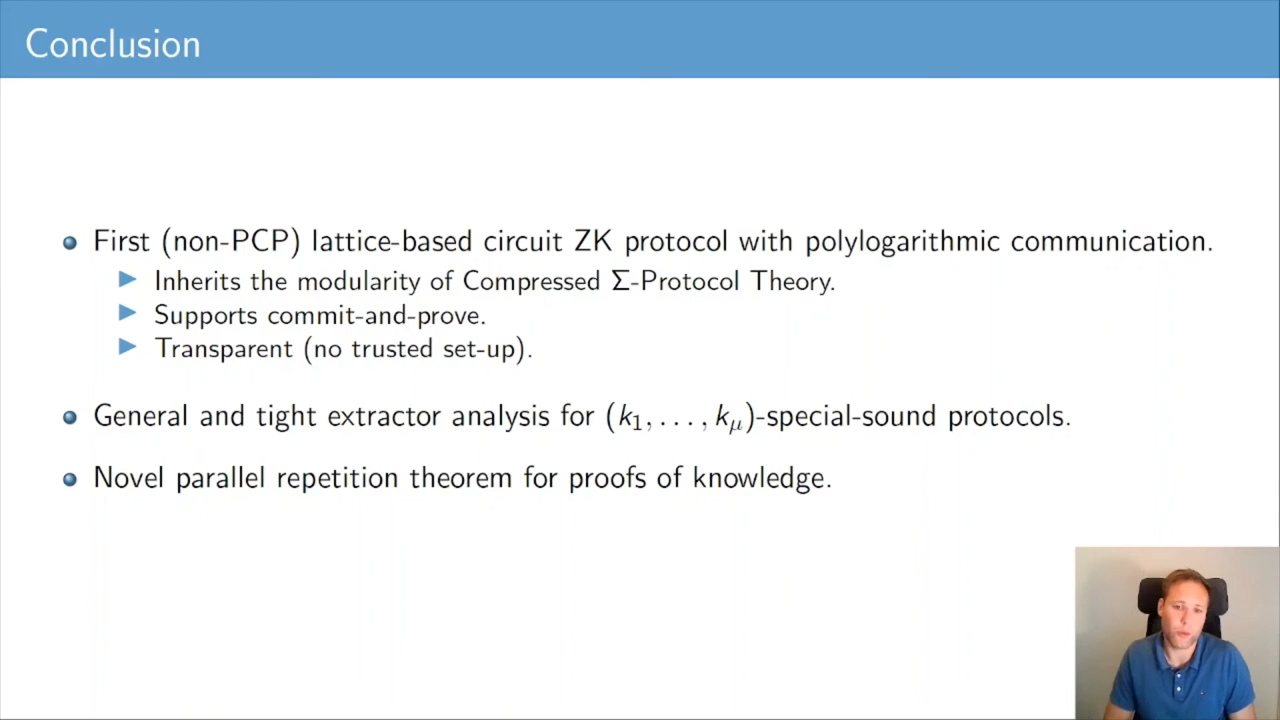 Conclusion
First (non-PCP) lattice-based circuit ZK protocol with polylogarithmic communication.
Inherits the modularity of Compressed Σ-Protocol Theory.
Supports commit-and-prove.
Transparent (no trusted set-up).
General and tight extractor analysis for (k₁, . . . , kμ)-special-sound protocols.
Novel parallel repetition theorem for proofs of knowledge.